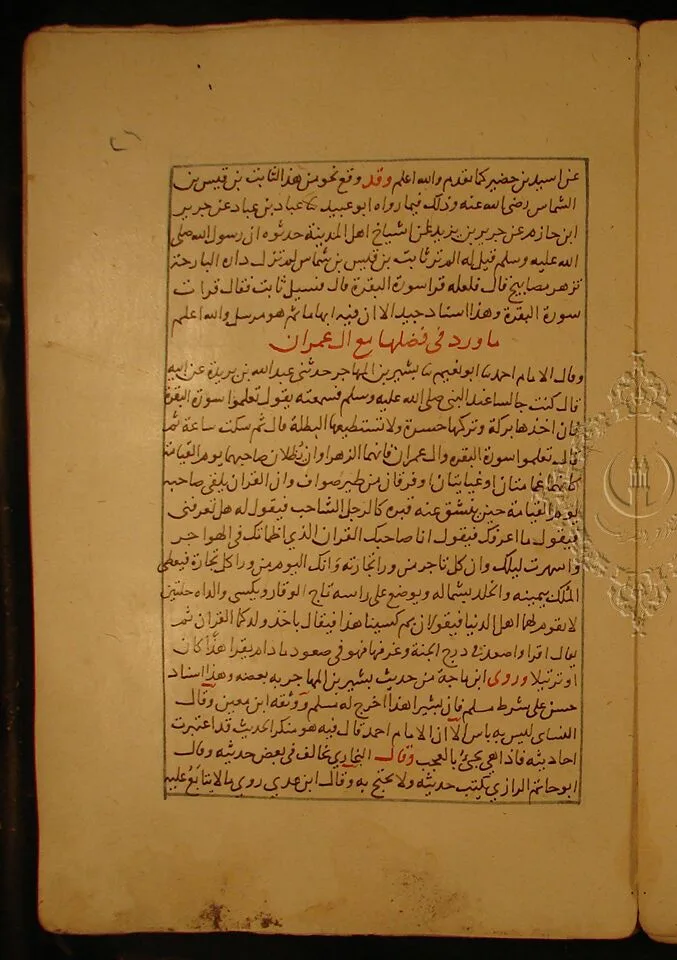 عن اسيد بن حضير كما تقدم والله اعلم وقد وقع نحو من هذا لثابت بن قيس بن
الشماس رضي الله عنه وذلك فيما رواه ابو عبيد ثنا عباد بن عباد عن جرير
ابن حازم عن جرير بن يزيد ان اشياخ اهل المدينة حدثوه ان رسول الله صلى
الله عليه وسلم قيل له الم تر ثابت بن قيس بن شماس لم تزل داره البارحة
تزهر مصابيح قال فلعله قرا سورة البقرة قال فسيل ثابت فقال قرات
سورة البقرة وهذا اسناد جيد الا ان فيه ابهاما ثم هو مرسل والله اعلم
ما ورد في فضلها مع ال عمران
وقال الامام احمد ثنا ابو نعيم ثنا بشير بن المهاجر حدثني عبد الله بن بريدة عن ابيه
قال كنت جالسا عند النبي صلى الله عليه وسلم فسمعته يقول تعلموا سورة البقرة
فان اخذها بركة وتركها حسرة ولا تستطيعها البطلة قال ثم سكت ساعة ثم
قال تعلموا سورة البقره وال عمران فانهما الزهراوان يظلان صاحبهما يوم القيامة
كانهما غمامتان او غيايتان او فرقان من طير صواف وان القران يلقى صاحبه
يوم القيامة حين ينشق عنه قبره كالرجل الشاحب فيقول له هل تعرفني
فيقول ما اعرفك فيقول انا صاحبك القران الذي اظماتك في الهواجر
واسهرت ليلك وان كل تاجر من ورا تجارته وانك اليوم من ورا كل تجارة فيعطى
الملك بيمينه والخلد بشماله ويوضع على راسه تاج الوقار ويكسى والداه حلتين
لا يقوم لهما اهل الدنيا فيقولان بم كسينا هذا فيقال باخذ ولدكما القران ثم
يقال اقرا واصعد في درج الجنة وغرفها فهو في صعود ما دام يقرا هذا كان
او ترتيلا وروى ابن ماجة من حديث بشير بن المهاجر به بعضه وهذا اسناد
حسن على شرط مسلم فان بشيرا هذا اخرج له مسلم ووثقه ابن معين وقال
النساي ليس به باس الا ان الامام احمد قال فيه هو منكر الحديث قد اعتبرت
احاديثه فاذا هي تجئ بالعجب وقال البخاري يخالف في بعض حديثه وقال
ابو حاتم الرازي يكتب حديثه ولا يحتج به وقال ابن عدي روى ما لا يتابع عليه